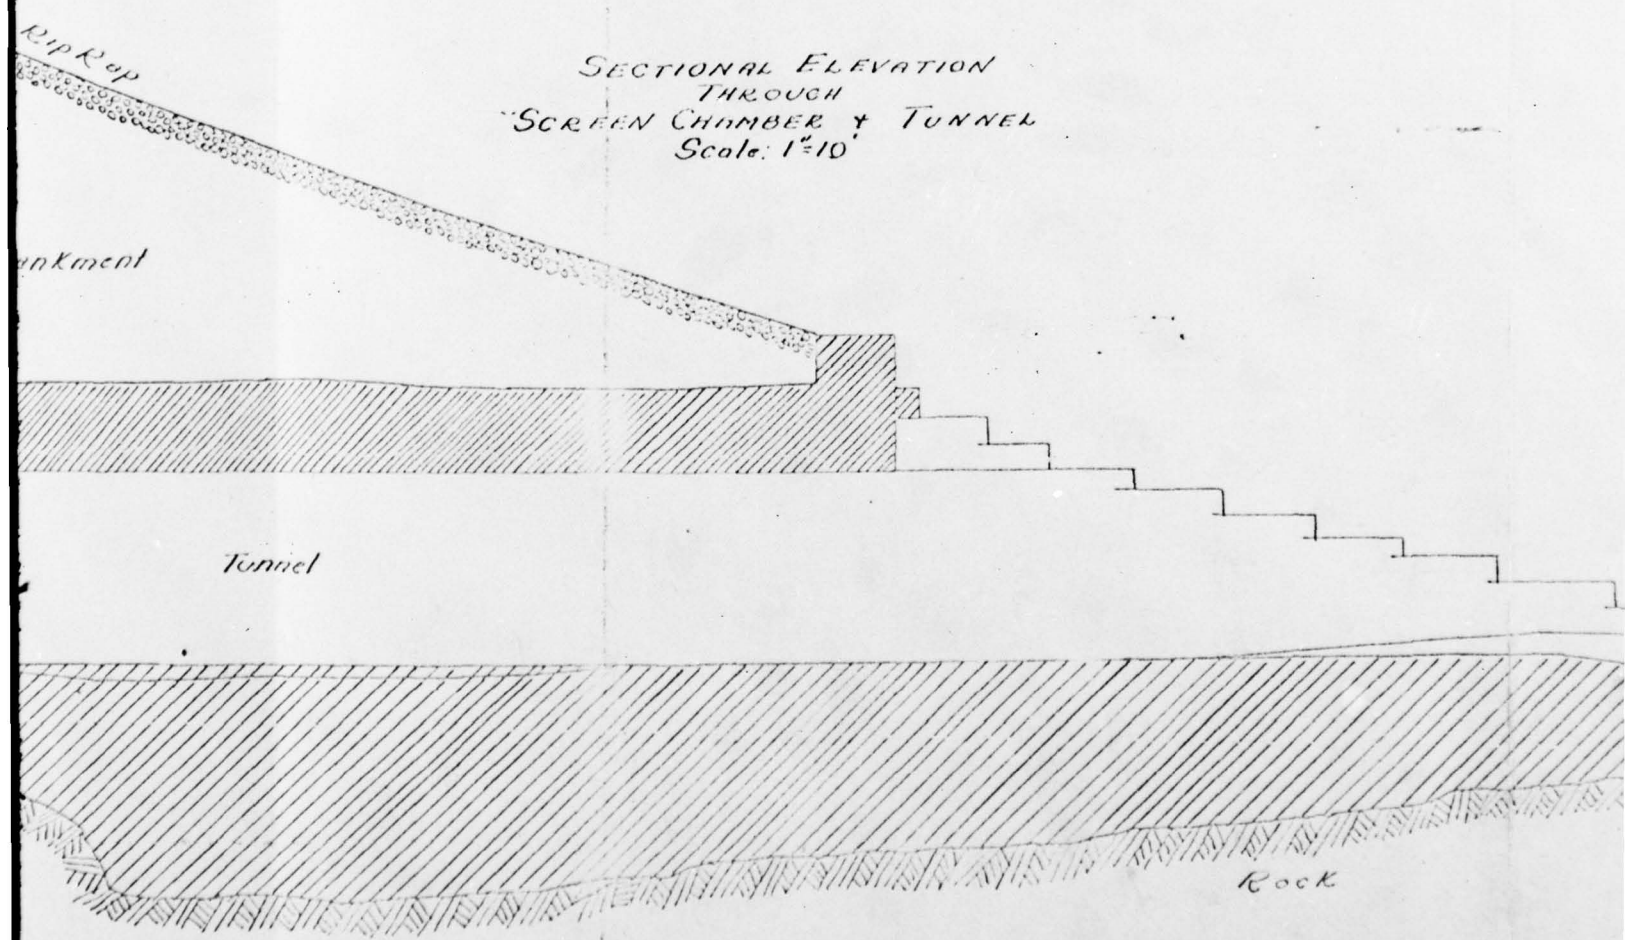 Rip Rap
SECTIONAL ELEVATION
THROUGH
SCREEN CHAMBER & TUNNEL
Scale: 1"=10'
ankment
Tunnel
ROCK